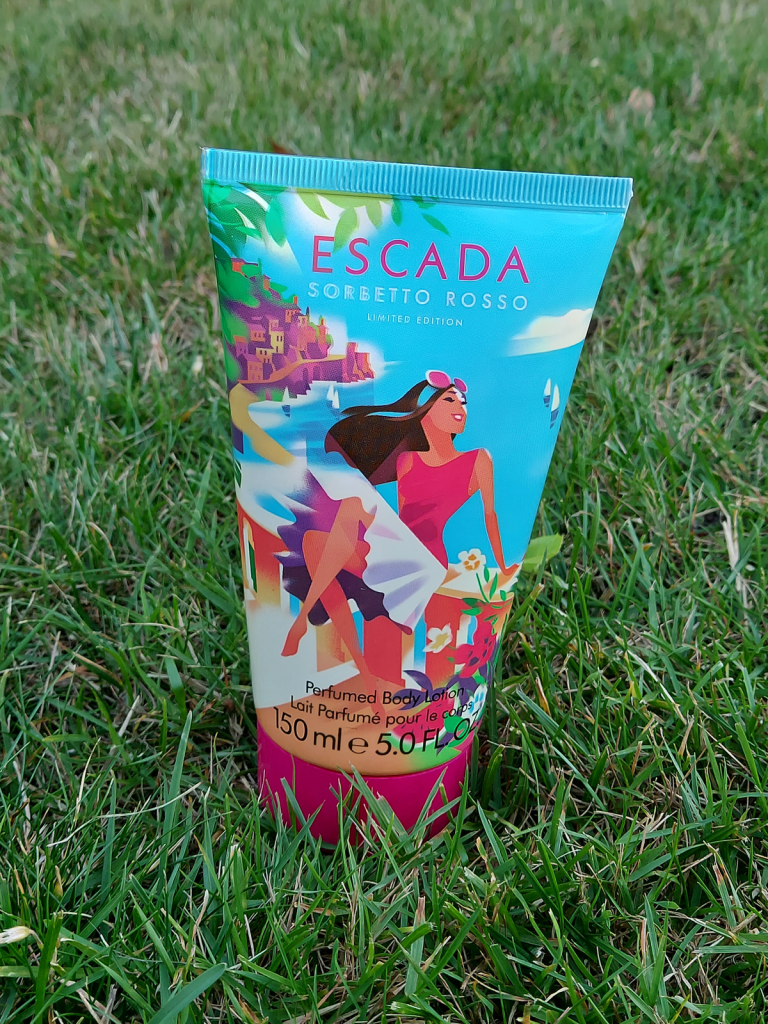 ESCADA
SORBETTO ROSSO
LIMITED EDITION
Perfumed Body Lotion
Lait Parfumé pour le corps
150 ml e 5.0 FL.OZ